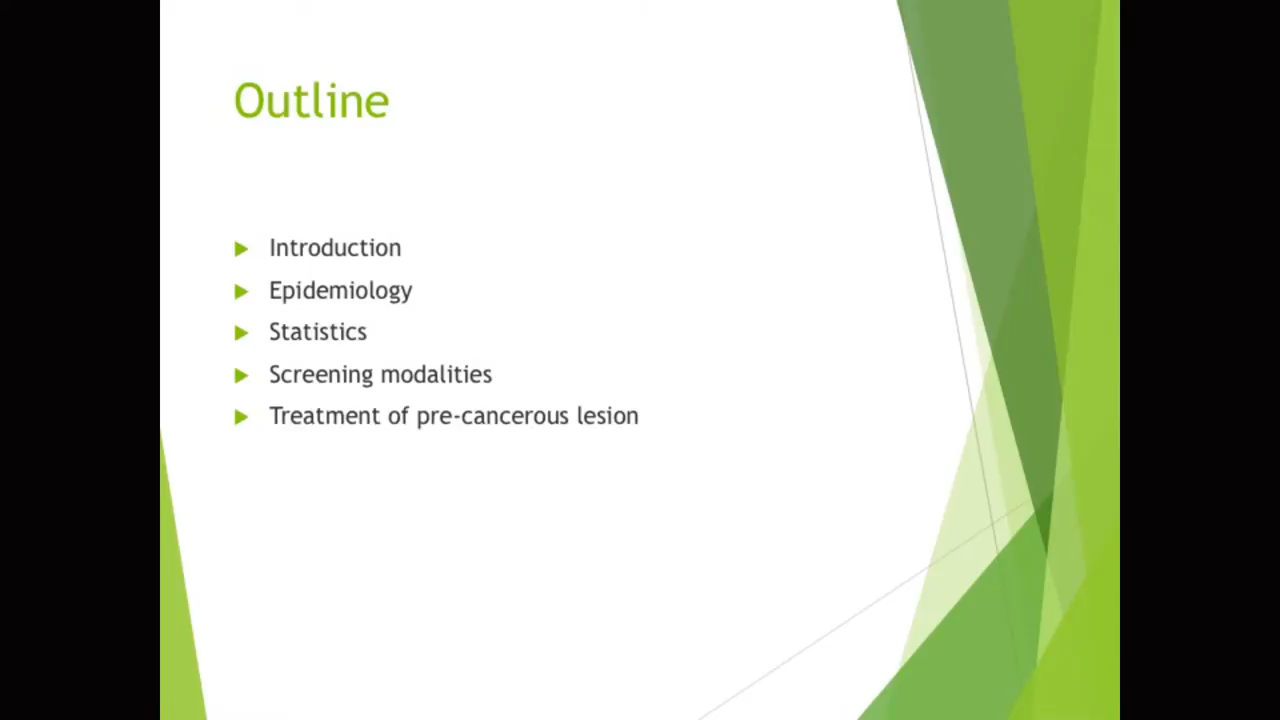 Outline
Introduction
Epidemiology
Statistics
Screening modalities
Treatment of pre-cancerous lesion